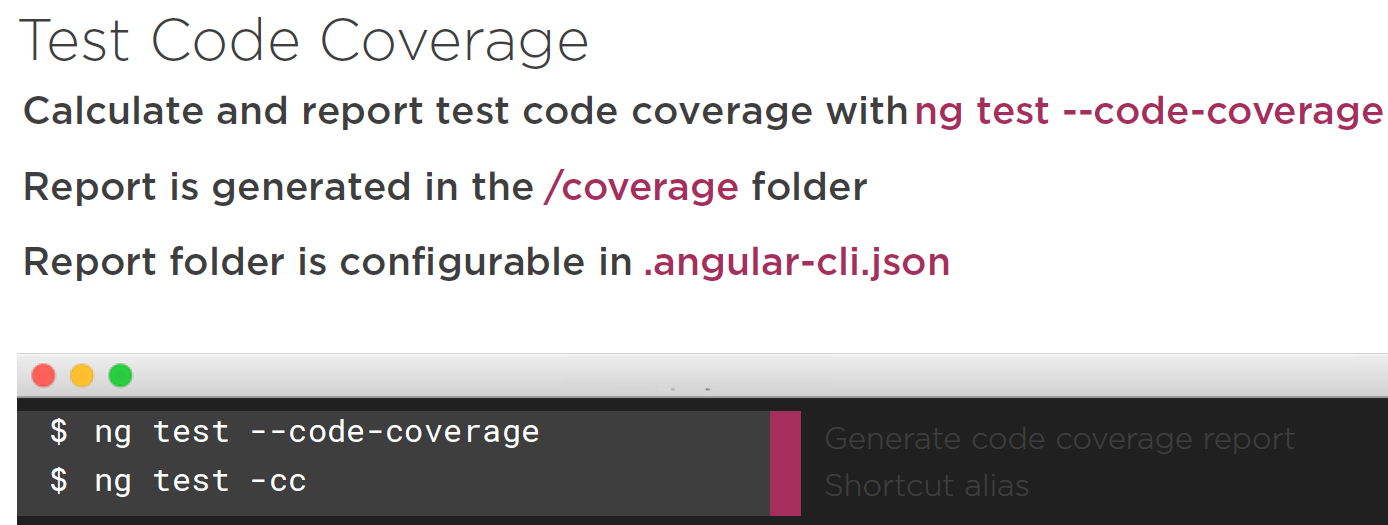 Test Code Coverage
Calculate and report test code coverage with ng test --code-coverage
Report is generated in the /coverage folder
Report folder is configurable in .angular-cli.json
$ ng test --code-coverage
Generate code coverage report
$ ng test -cc
Shortcut alias